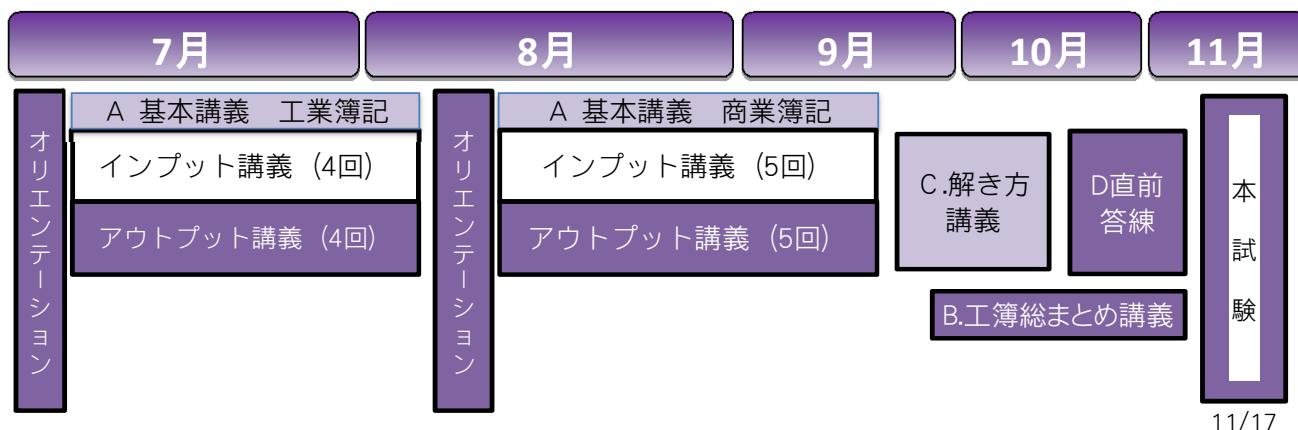 7月
8月
9月
10月
11月
オリエンテーション
A 基本講義 工業簿記
インプット講義 (4回)
アウトプット講義 (4回)
オリエンテーション
A 基本講義 商業簿記
インプット講義 (5回)
アウトプット講義 (5回)
C.解き方
講義
D直前
答練
B.工簿総まとめ講義
本試験
11/17